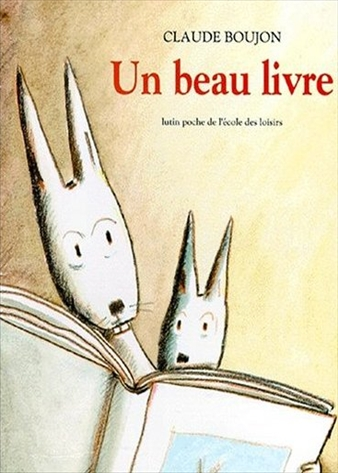 CLAUDE BOUJON
Un beau livre
lutin poche de l'école des loisirs